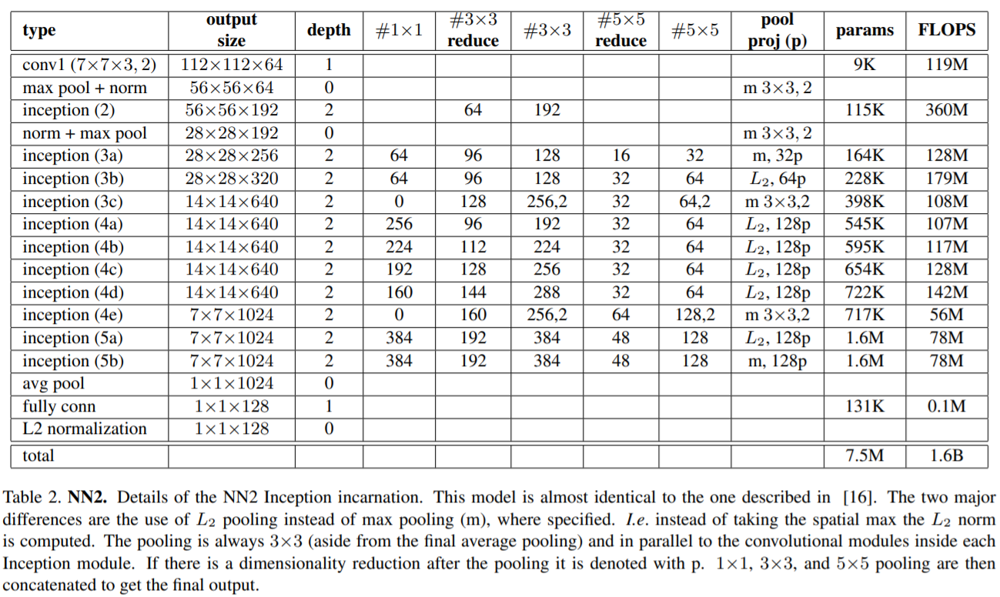 type output size depth #1×1 #3×3 reduce #3×3 #5×5 reduce #5×5 pool proj (p) params FLOPS
conv1 (7×7×3, 2) 112×112×64 1 9K 119M
max pool + norm 56×56×64 0 m 3×3, 2
inception (2) 56×56×192 2 64 192 115K 360M
norm + max pool 28×28×192 0 m 3×3, 2
inception (3a) 28×28×256 2 64 96 128 16 32 m, 32p 164K 128M
inception (3b) 28×28×320 2 64 96 128 32 64 L₂, 64p 228K 179M
inception (3c) 14×14×640 2 0 128 256,2 32 64,2 m 3×3,2 398K 108M
inception (4a) 14×14×640 2 256 96 192 32 64 L₂, 128p 545K 107M
inception (4b) 14×14×640 2 224 112 224 32 64 L₂, 128p 595K 117M
inception (4c) 14×14×640 2 192 128 256 32 64 L₂, 128p 654K 128M
inception (4d) 14×14×640 2 160 144 288 32 64 L₂, 128p 722K 142M
inception (4e) 7×7×1024 2 0 160 256,2 64 128,2 m 3×3,2 717K 56M
inception (5a) 7×7×1024 2 384 192 384 48 128 L₂, 128p 1.6M 78M
inception (5b) 7×7×1024 2 384 192 384 48 128 m, 128p 1.6M 78M
avg pool 1×1×1024 0
fully conn 1×1×128 1 131K 0.1M
L2 normalization 1×1×128 0
total 7.5M 1.6B
Table 2. NN2. Details of the NN2 Inception incarnation. This model is almost identical to the one described in [16]. The two major
differences are the use of L₂ pooling instead of max pooling (m), where specified. I.e. instead of taking the spatial max the L₂ norm
is computed. The pooling is always 3×3 (aside from the final average pooling) and in parallel to the convolutional modules inside each
Inception module. If there is a dimensionality reduction after the pooling it is denoted with p. 1×1, 3×3, and 5×5 pooling are then
concatenated to get the final output.